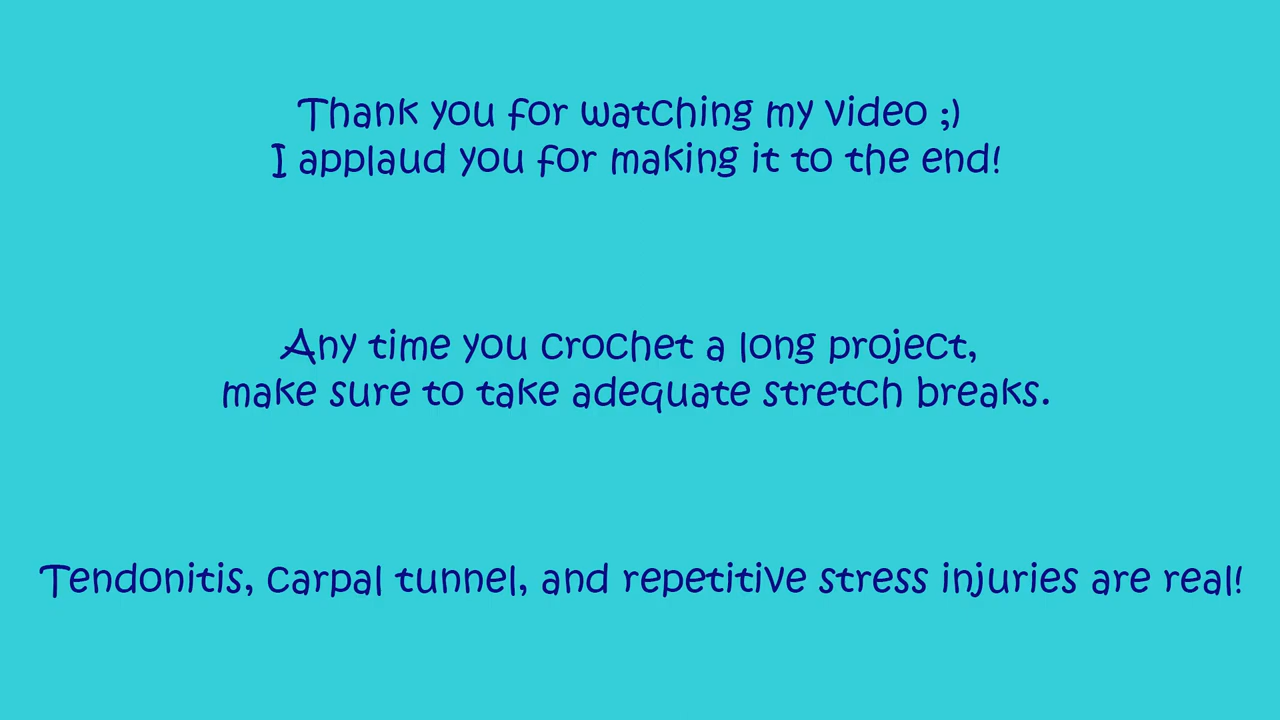 Thank you for watching my video ;)
I applaud you for making it to the end!
Any time you crochet a long project,
make sure to take adequate stretch breaks.
Tendonitis, carpal tunnel, and repetitive stress injuries are real!